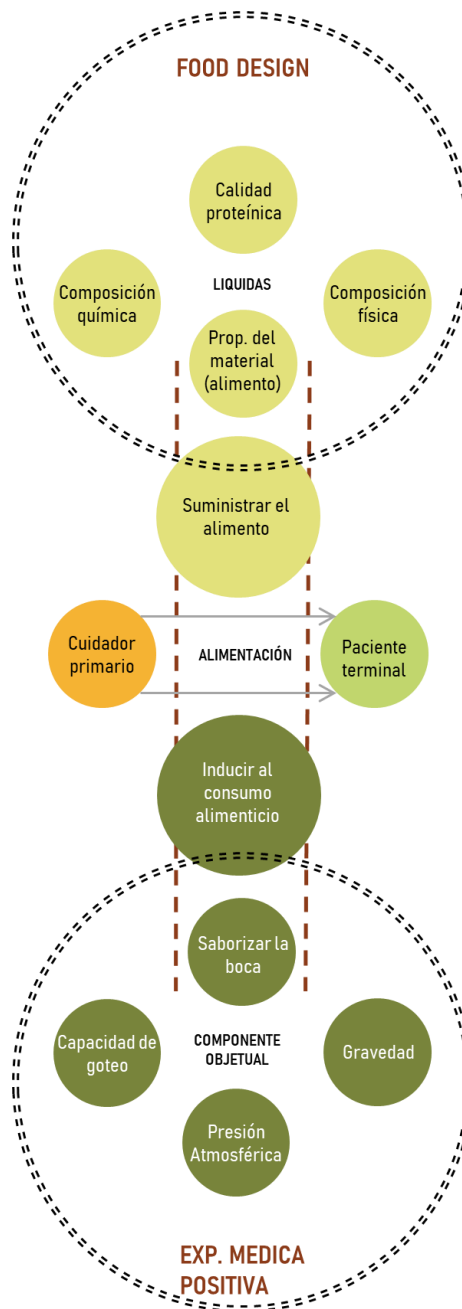 FOOD DESIGN
Calidad
proteínica
LIQUIDAS
Composición
química
Composición
física
Prop. del
material
(alimento)
Suministrar el
alimento
Cuidador
primario
ALIMENTACIÓN
Paciente
terminal
Inducir al
consumo
alimenticio
Saborizar la
boca
Capacidad de
goteo
COMPONENTE
OBJETUAL
Gravedad
Presión
Atmosférica
EXP. MEDICA
POSITIVA